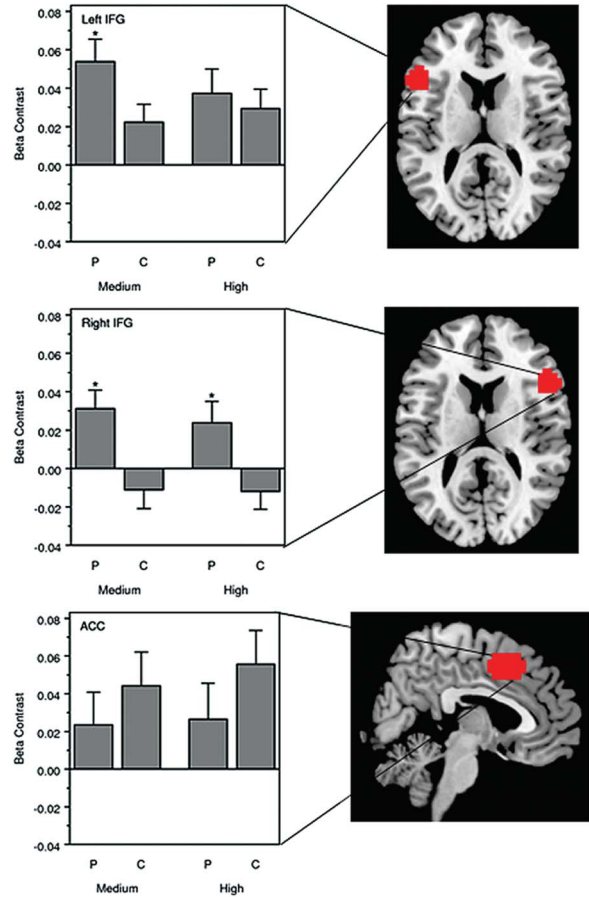 Left IFG
*
0.08
0.06
0.04
0.02
0.00
-0.02
-0.04
Beta Contrast
P C P C
Medium High
Right IFG
* *
0.08
0.06
0.04
0.02
0.00
-0.02
-0.04
Beta Contrast
P C P C
Medium High
ACC
0.08
0.06
0.04
0.02
0.00
-0.02
-0.04
Beta Contrast
P C P C
Medium High